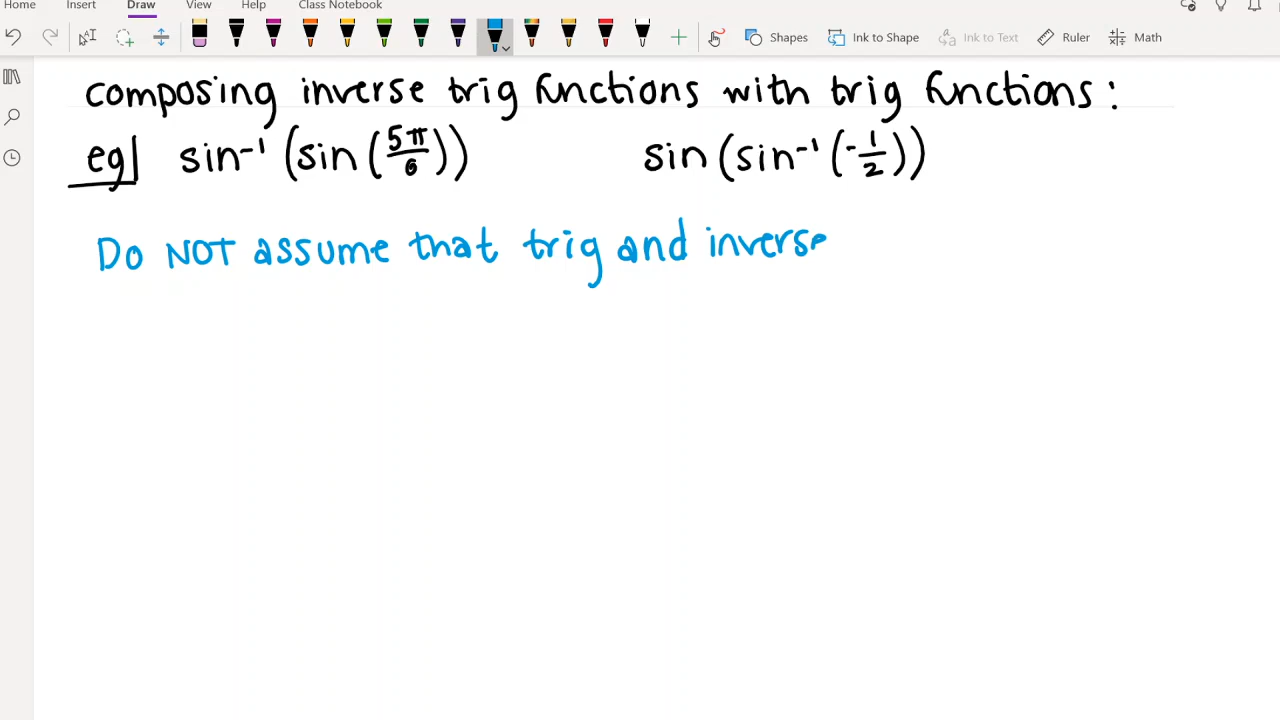 Home Insert Draw View Help Class Notebook
Shapes Ink to Shape Ink to Text Ruler Math
composing inverse trig functions with trig functions:
eg sin⁻¹(sin(5π/6)) sin(sin⁻¹(-1/2))
Do NOT assume that trig and inverse